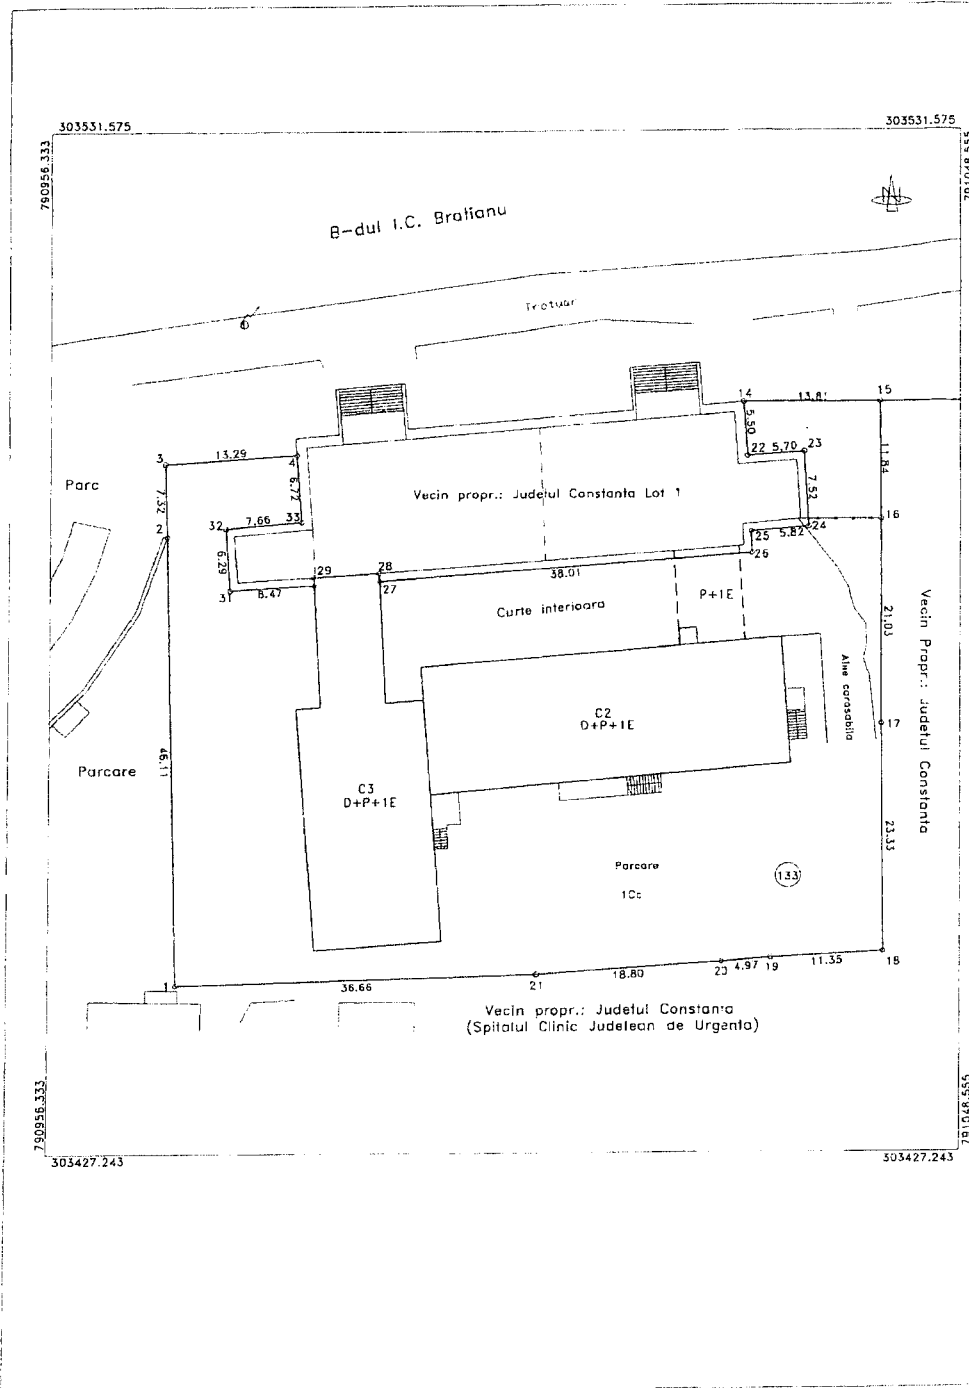 303531.575
303531.575
790956.333
791048.555
N
B-dul I.C. Bratianu
Trotuar
14
13.81
15
5.50
22
5.70
23
11.84
3
13.29
4
Parc
7.32
6.72
Vecin propr.: Judetul Constanta Lot 1
7.52
2
32
7.66
33
16
24
25
5.82
26
6.29
29
28
38.01
31
8.47
27
Curte interioara
P+1E
21.03
Vecin Propr.: Judetul Constanta
Alee carosabila
C2
D+P+1E
17
46.11
Parcare
C3
D+P+1E
23.33
Parcare
133
1Cc
18
1
36.66
21
18.80
20
4.97
19
11.35
Vecin propr.: Judetul Constanta
(Spitalul Clinic Judetean de Urgenta)
790956.333
791048.555
303427.243
303427.243